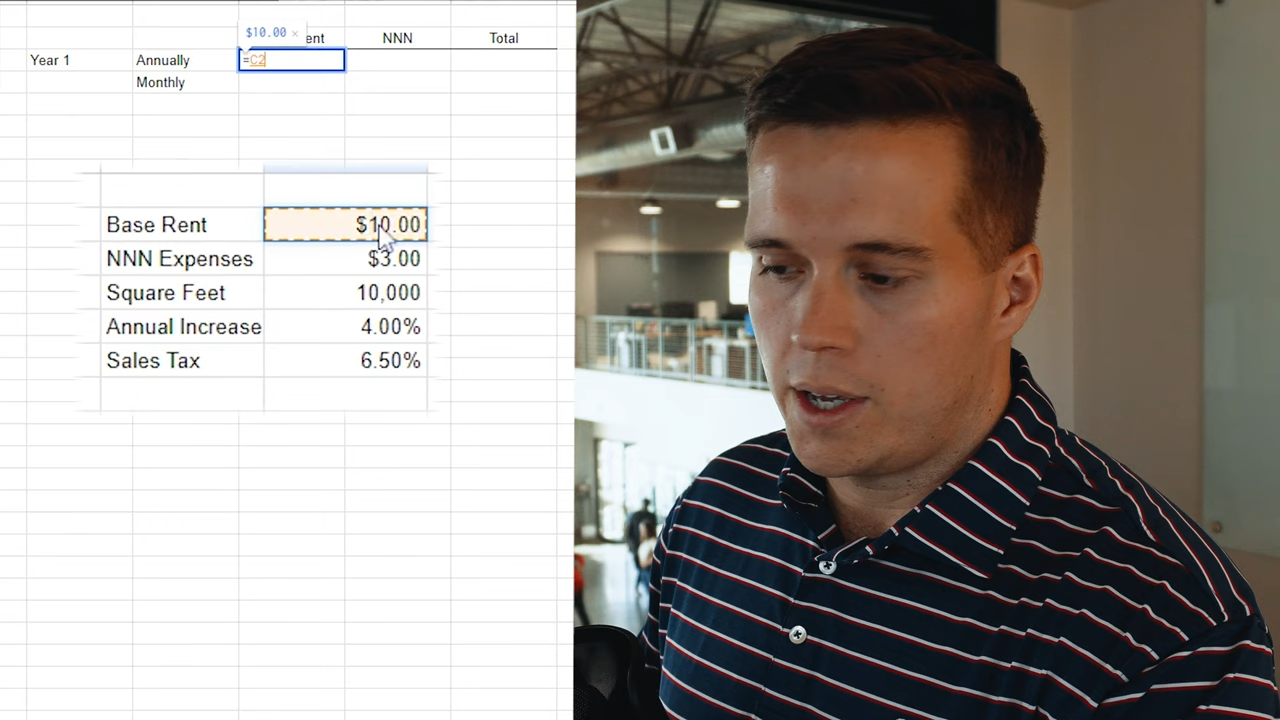 $10.00 ×
ent NNN Total
Year 1 Annually =C2
Monthly
Base Rent $10.00
NNN Expenses $3.00
Square Feet 10,000
Annual Increase 4.00%
Sales Tax 6.50%